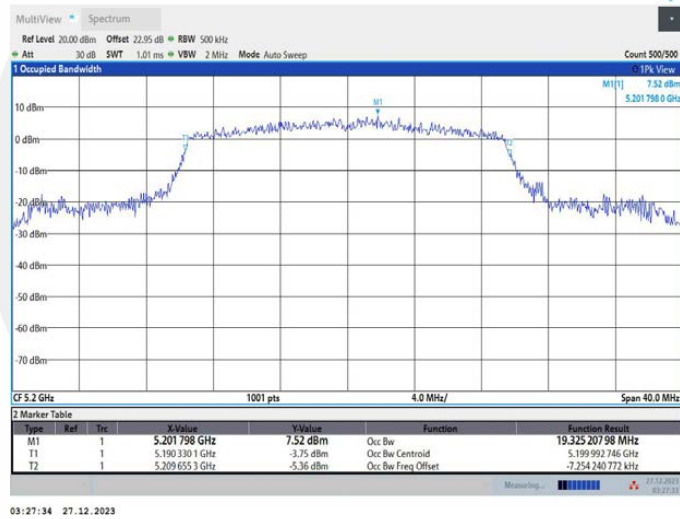 MultiView Spectrum
Ref Level 20.00 dBm Offset 22.95 dB RBW 500 kHz
Att 30 dB SWT 1.01 ms VBW 2 MHz Mode Auto Sweep Count 500/500
1 Occupied Bandwidth 1Pk View
M1[1] 7.52 dBm
5.201 798 0 GHz
M1
10 dBm
0 dBm
T1
T2
-10 dBm
-20 dBm
-30 dBm
-40 dBm
-50 dBm
-60 dBm
-70 dBm
CF 5.2 GHz 1001 pts 4.0 MHz/ Span 40.0 MHz
2 Marker Table
Type Ref Trc X-Value Y-Value Function Function Result
M1 1 5.201 798 GHz 7.52 dBm Occ Bw 19.325 207 98 MHz
T1 1 5.190 330 1 GHz -3.75 dBm Occ Bw Centroid 5.199 992 746 GHz
T2 1 5.209 655 3 GHz -5.36 dBm Occ Bw Freq Offset -7.254 240 772 kHz
Measuring... 27.12.2023
03:27:33
03:27:34 27.12.2023